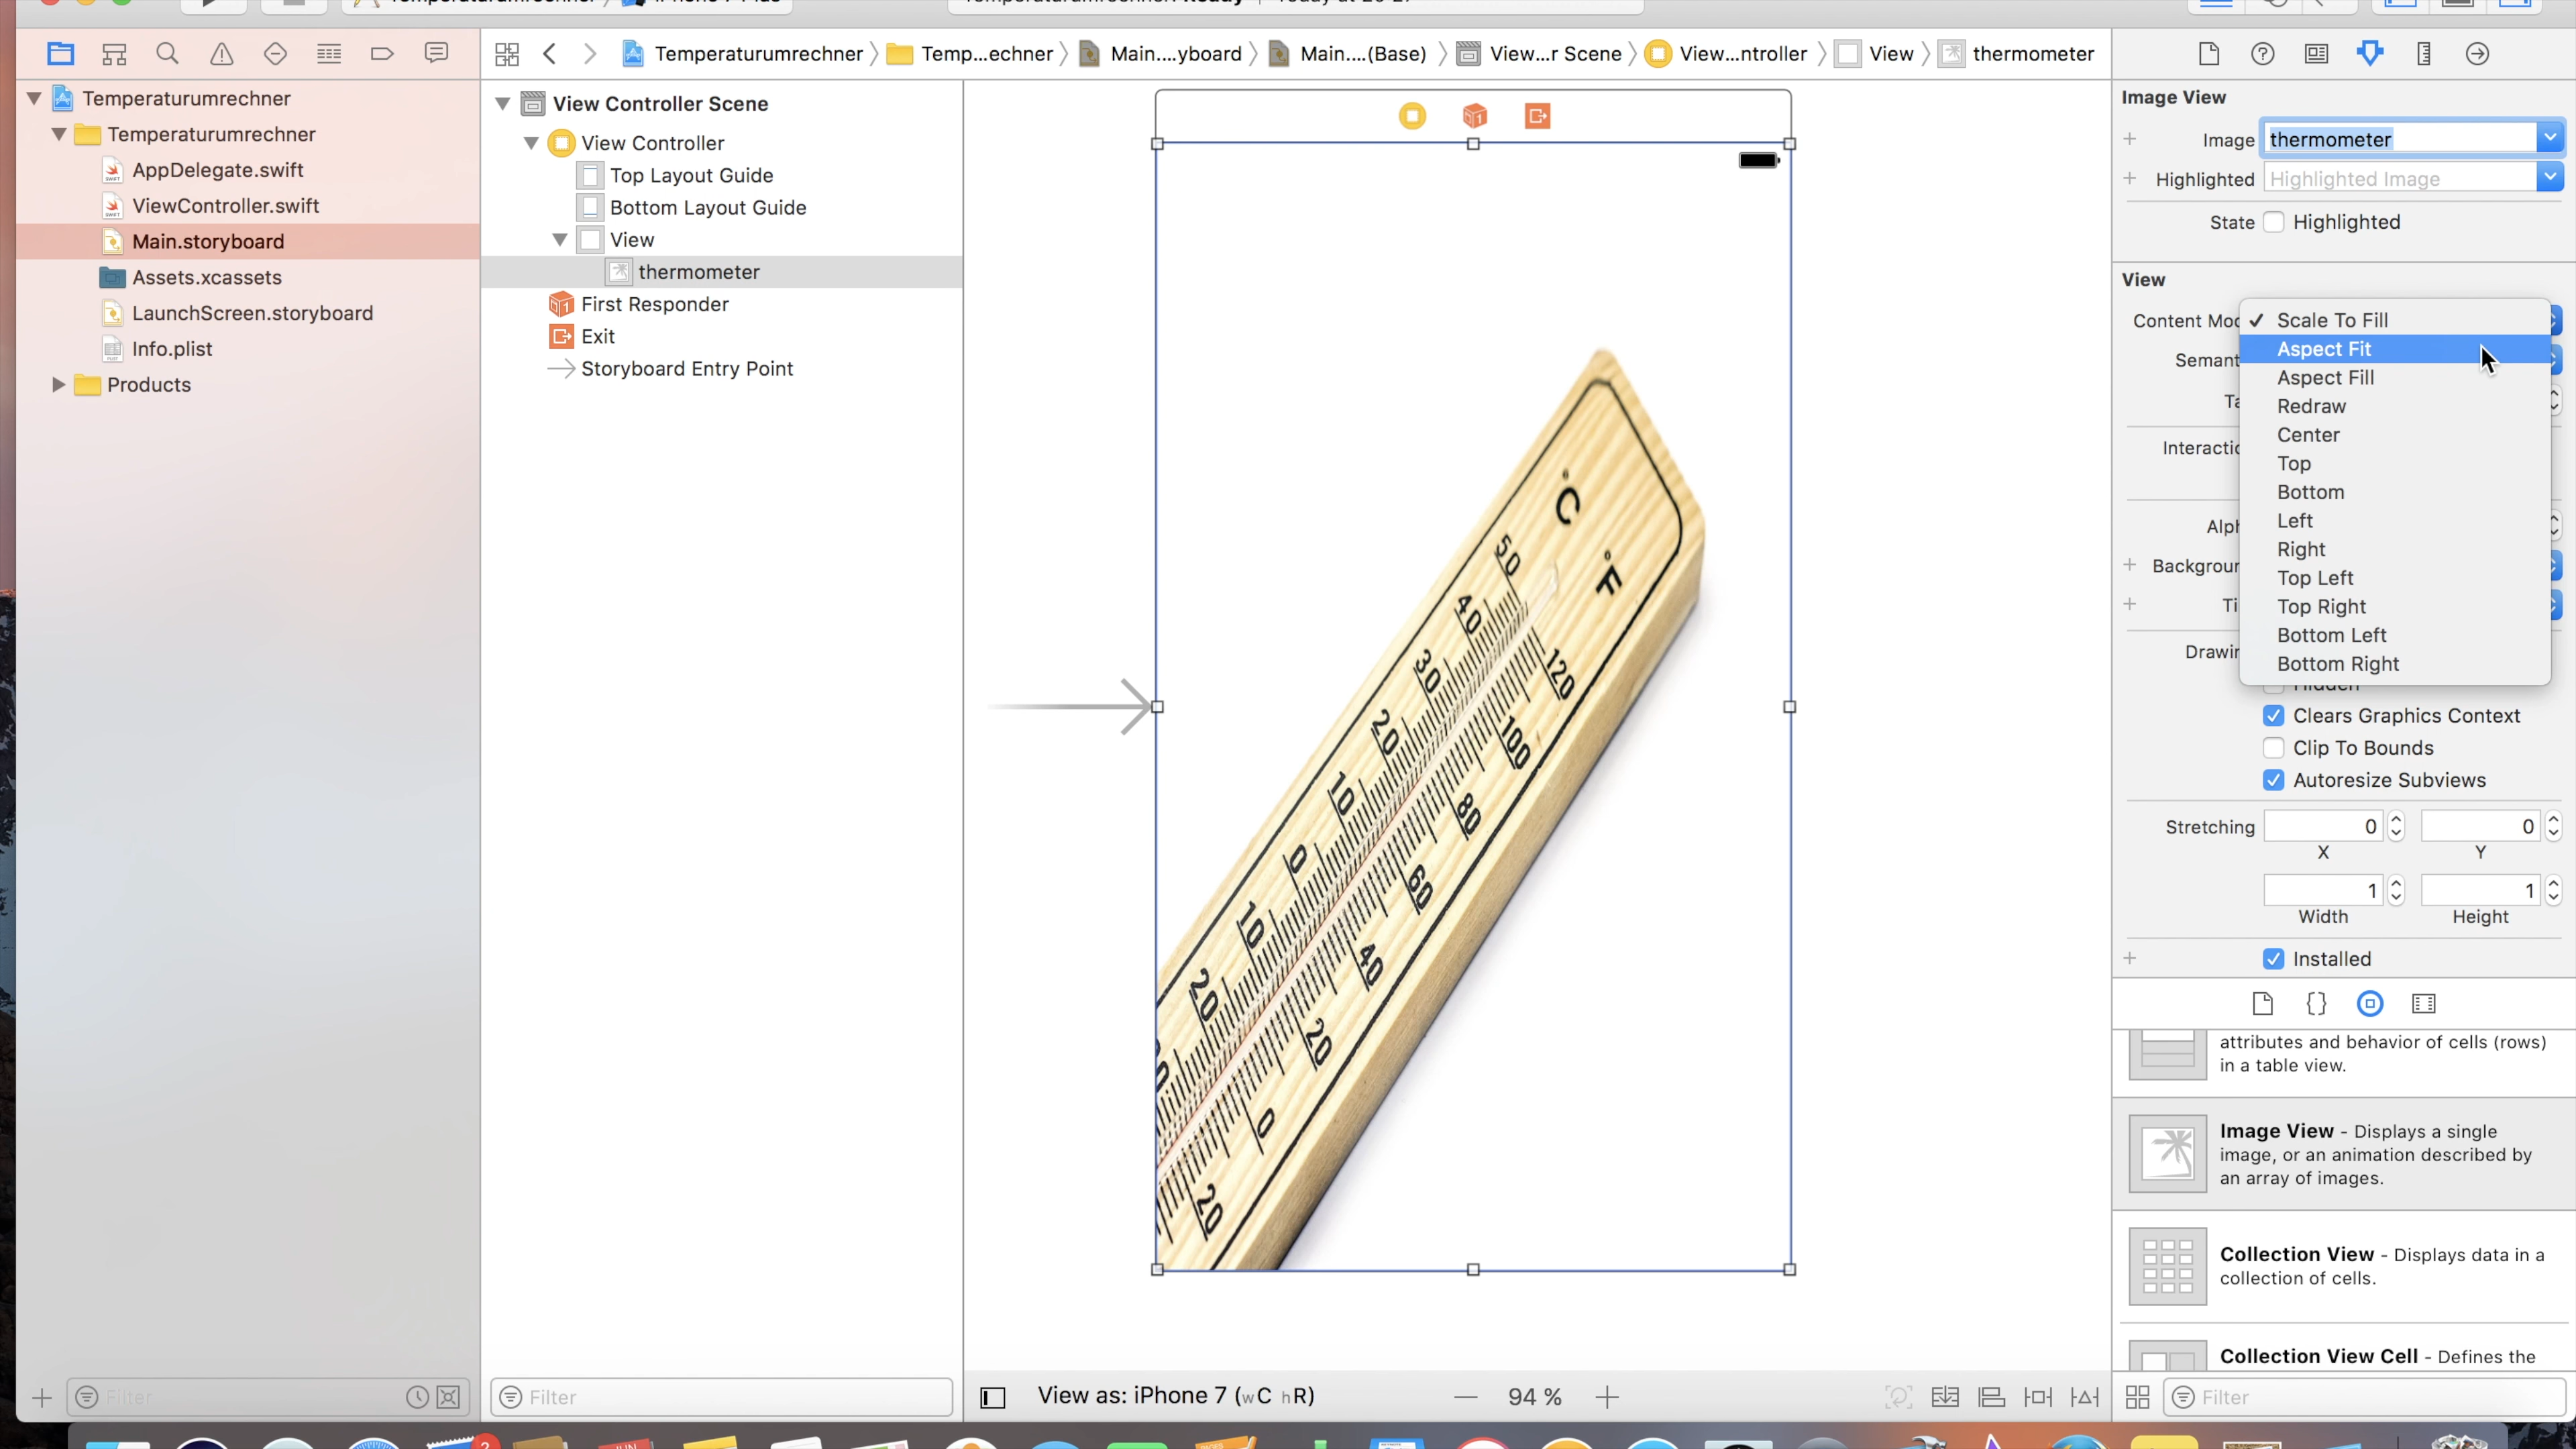 Temperaturumrechner
Temp...echner
Main....yboard
Main....(Base)
View...r Scene
View...ntroller
View
thermometer
Temperaturumrechner
Temperaturumrechner
AppDelegate.swift
ViewController.swift
Main.storyboard
Assets.xcassets
LaunchScreen.storyboard
Info.plist
Products
Filter
View Controller Scene
View Controller
Top Layout Guide
Bottom Layout Guide
View
thermometer
First Responder
Exit
Storyboard Entry Point
Filter
°C
°F
50
40
30
20
10
0
10
20
120
100
80
60
40
20
0
20
View as: iPhone 7 (wC hR)
94 %
Image View
Image thermometer
Highlighted Highlighted Image
State Highlighted
View
Content Mod
Scale To Fill
Aspect Fit
Aspect Fill
Redraw
Center
Top
Bottom
Left
Right
Top Left
Top Right
Bottom Left
Bottom Right
Hidden
Clears Graphics Context
Clip To Bounds
Autoresize Subviews
Stretching 0 0
X Y
1 1
Width Height
Installed
attributes and behavior of cells (rows)
in a table view.
Image View - Displays a single
image, or an animation described by
an array of images.
Collection View - Displays data in a
collection of cells.
Collection View Cell - Defines the
Filter